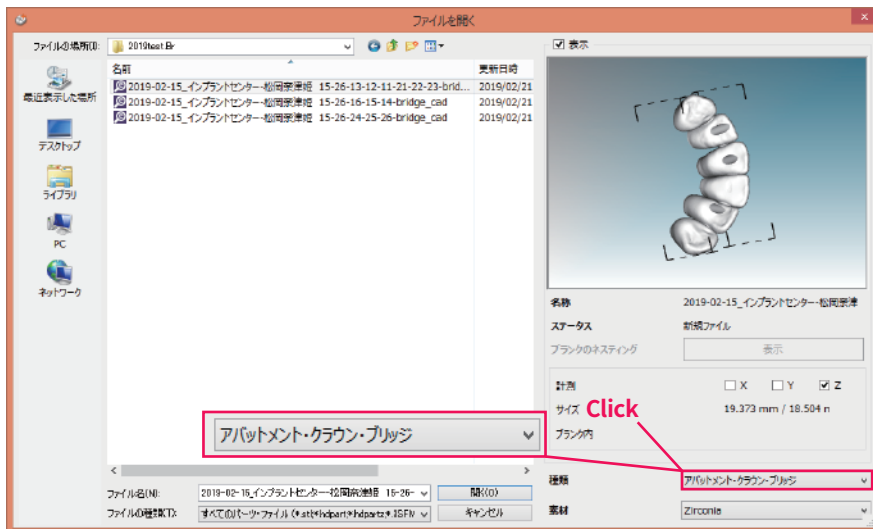 ファイルを開く
ファイルの場所(I):
2019test.Br
表示
最近表示した場所
デスクトップ
ライブラリ
PC
ネットワーク
名前
更新日時
2019-02-15_インプラントセンター-松岡奈津姫 15-26-13-12-11-21-22-23-brid... 2019/02/21
2019-02-15_インプラントセンター-松岡奈津姫 15-26-16-15-14-bridge_cad 2019/02/21
2019-02-15_インプラントセンター-松岡奈津姫 15-26-24-25-26-bridge_cad 2019/02/21
名称 2019-02-15_インプラントセンター-松岡奈津
ステータス 新規ファイル
ブランクのネスティング 表示
計測 X Y Z
サイズ 19.373 mm / 18.504 n
Click
ブランク内
アバットメント・クラウン・ブリッジ
種類 アバットメント・クラウン・ブリッジ
素材 Zirconia
ファイル名(N): 2019-02-15_インプラントセンター-松岡奈津姫 15-26- 開く(O)
ファイルの種類(T): すべてのパーツ・ファイル (*.stl;*hdpart;*hdpartz;*.ISFM キャンセル